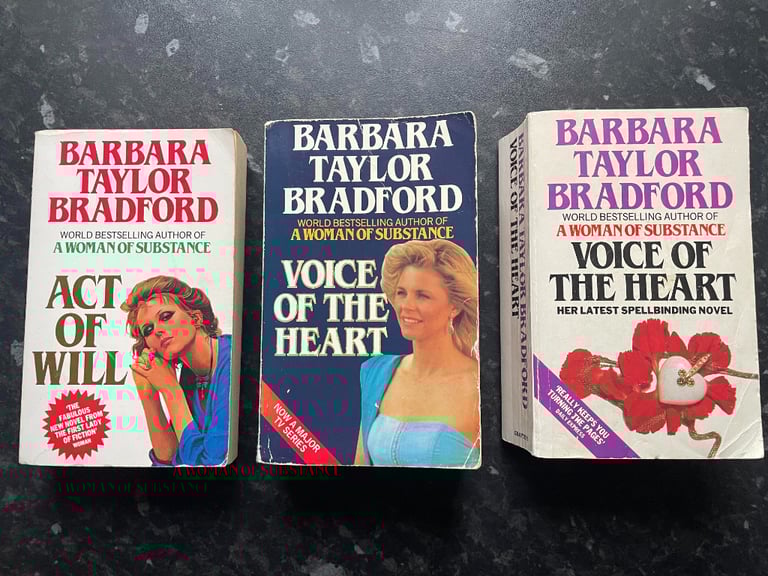 BARBARA
TAYLOR
BRADFORD
WORLD BESTSELLING AUTHOR OF
A WOMAN OF SUBSTANCE
ACT
OF
WILL
'THE
FABULOUS
NEW NOVEL FROM
THE FIRST LADY
OF FICTION'
WOMAN
BARBARA
TAYLOR
BRADFORD
WORLD BESTSELLING AUTHOR OF
A WOMAN OF SUBSTANCE
VOICE
OF THE
HEART
NOW A MAJOR
TV SERIES
BARBARA TAYLOR BRADFORD
VOICE OF THE HEART
BARBARA
TAYLOR
BRADFORD
WORLD BESTSELLING AUTHOR OF
A WOMAN OF SUBSTANCE
VOICE OF
THE HEART
HER LATEST SPELLBINDING NOVEL
'REALLY KEEPS YOU
TURNING THE PAGES'
DAILY EXPRESS